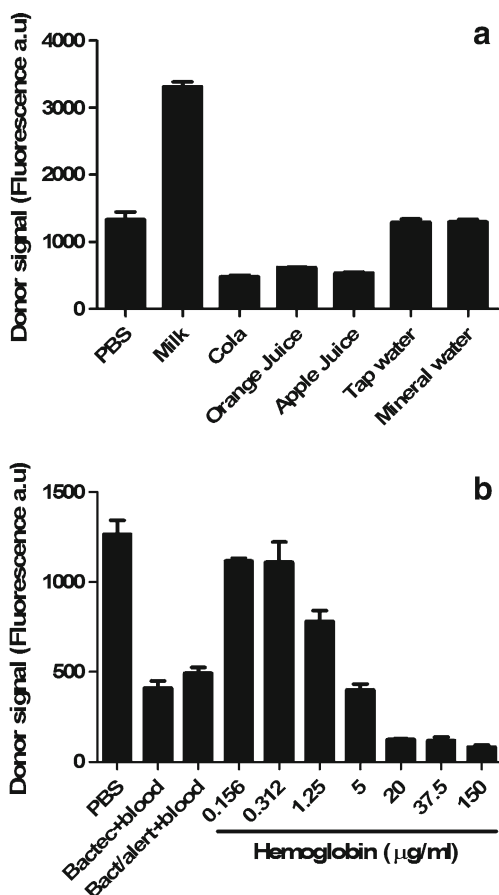 a
Donor signal (Fluorescence a.u)
4000
3000
2000
1000
0
PBS
Milk
Cola
Orange Juice
Apple Juice
Tap water
Mineral water
b
Donor signal (Fluorescence a.u)
1500
1000
500
0
PBS
Bactec+blood
Bact/alert+blood
0.156
0.312
1.25
5
20
37.5
150
Hemoglobin (µg/ml)